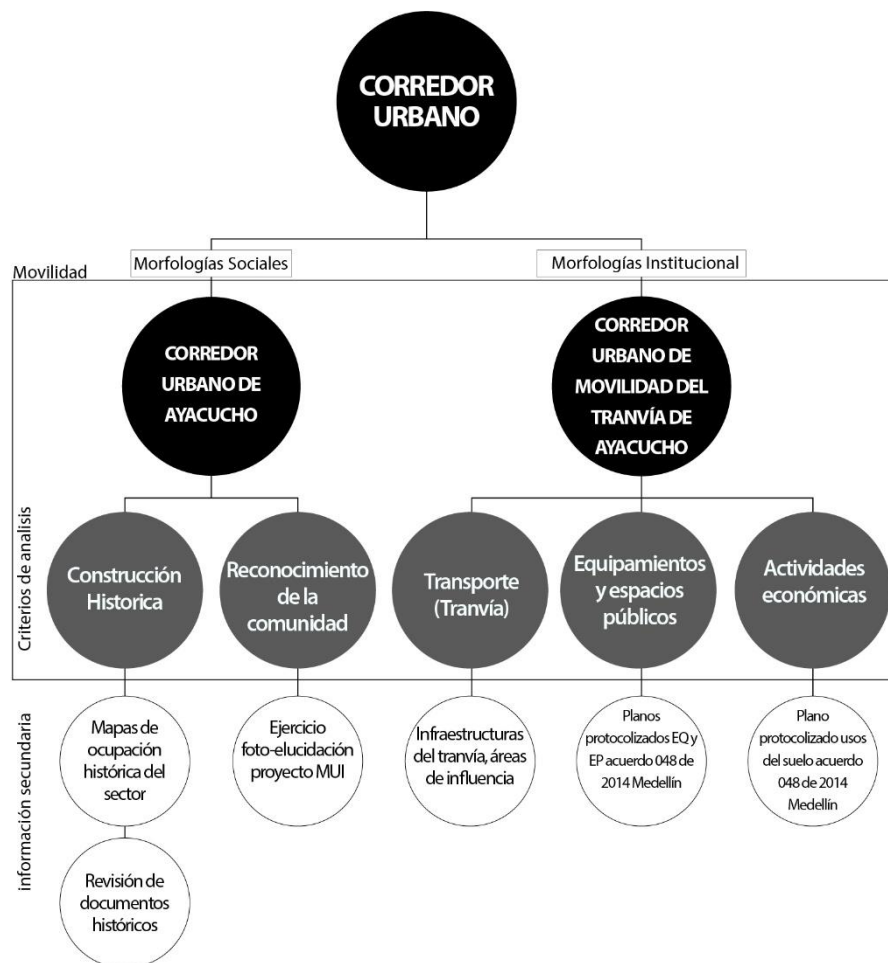 CORREDOR
URBANO
Morfologías Sociales
Morfologías Institucional
Movilidad
CORREDOR
URBANO DE
AYACUCHO
CORREDOR
URBANO DE
MOVILIDAD DEL
TRANVÍA DE
AYACUCHO
Criterios de analisis
Construcción
Historica
Reconocimiento
de la
comunidad
Transporte
(Tranvía)
Equipamientos
y espacios
públicos
Actividades
económicas
información secundaria
Mapas de
ocupación
histórica del
sector
Ejercicio
foto-elucidación
proyecto MUI
Infraestructuras
del tranvía, áreas
de influencia
Planos
protocolizados EQ y
EP acuerdo 048 de
2014 Medellín
Plano
protocolizado usos
del suelo acuerdo
048 de 2014
Medellín
Revisión de
documentos
históricos